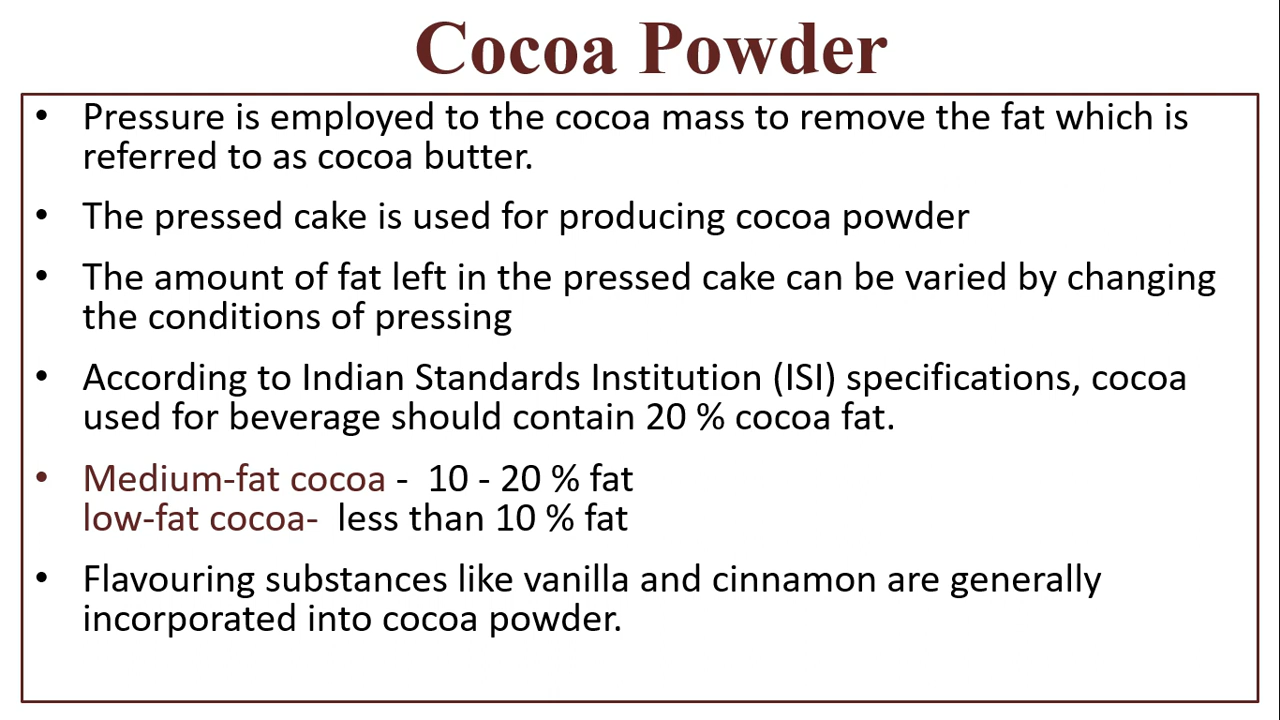 Cocoa Powder
• Pressure is employed to the cocoa mass to remove the fat which is
referred to as cocoa butter.
• The pressed cake is used for producing cocoa powder
• The amount of fat left in the pressed cake can be varied by changing
the conditions of pressing
• According to Indian Standards Institution (ISI) specifications, cocoa
used for beverage should contain 20 % cocoa fat.
• Medium-fat cocoa - 10 - 20 % fat
low-fat cocoa- less than 10 % fat
• Flavouring substances like vanilla and cinnamon are generally
incorporated into cocoa powder.